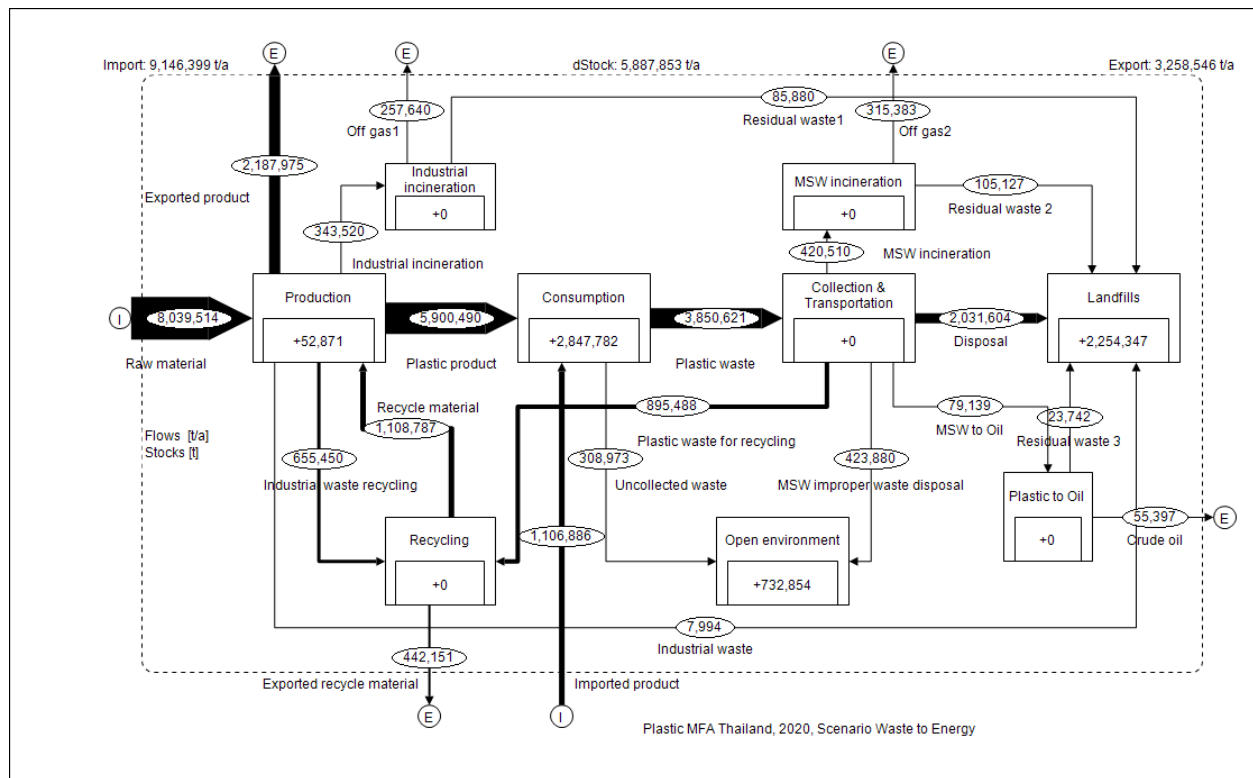 E
E
E
Import: 9,146,399 t/a
dStock: 5,887,853 t/a
Export: 3,258,546 t/a
85,880
257,640
315,383
Residual waste1
Off gas1
Off gas2
2,187,975
Industrial
incineration
+0
MSW incineration
+0
105,127
Residual waste 2
Exported product
343,520
420,510
MSW incineration
Industrial incineration
Production
+52,871
Consumption
+2,847,782
Collection &
Transportation
+0
Landfills
+2,254,347
I
8,039,514
5,900,490
3,850,621
2,031,604
Raw material
Plastic product
Plastic waste
Disposal
Recycle material
1,108,787
895,488
79,139
23,742
Flows [t/a]
Stocks [t]
655,450
Plastic waste for recycling
308,973
423,880
MSW to Oil
Residual waste 3
Industrial waste recycling
Uncollected waste
MSW improper waste disposal
Plastic to Oil
+0
55,397
E
Crude oil
Recycling
+0
1,106,886
Open environment
+732,854
7,994
Industrial waste
442,151
Exported recycle material
Imported product
E
I
Plastic MFA Thailand, 2020, Scenario Waste to Energy